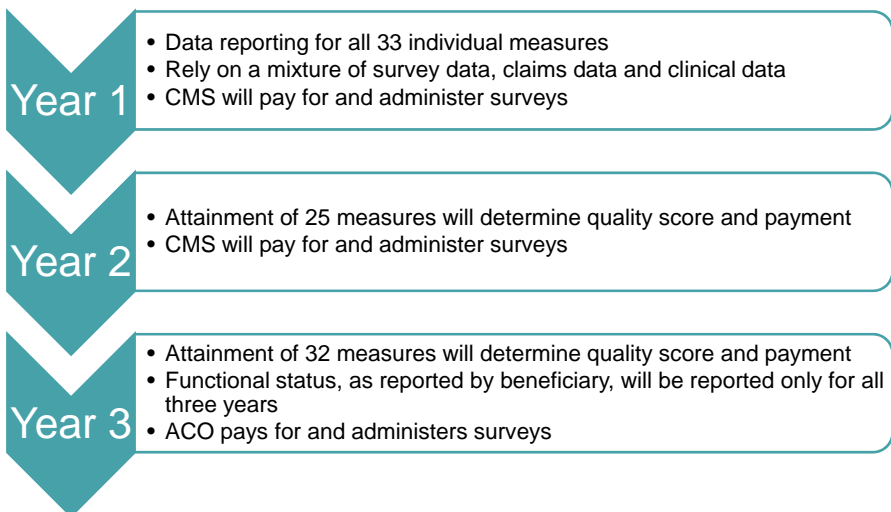 Year 1
• Data reporting for all 33 individual measures
• Rely on a mixture of survey data, claims data and clinical data
• CMS will pay for and administer surveys
Year 2
• Attainment of 25 measures will determine quality score and payment
• CMS will pay for and administer surveys
Year 3
• Attainment of 32 measures will determine quality score and payment
• Functional status, as reported by beneficiary, will be reported only for all
three years
• ACO pays for and administers surveys